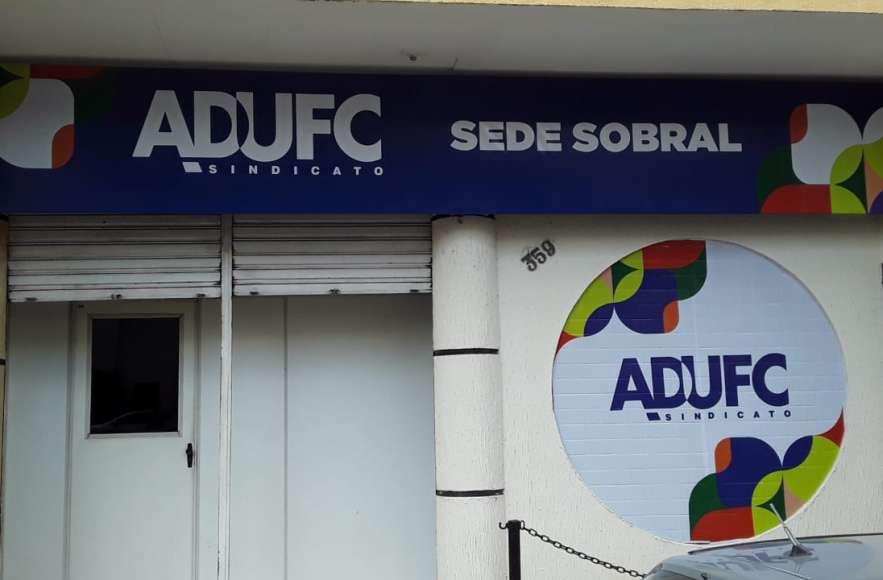 ADUFC
SINDICATO
SEDE SOBRAL
359
ADUFC
SINDICATO